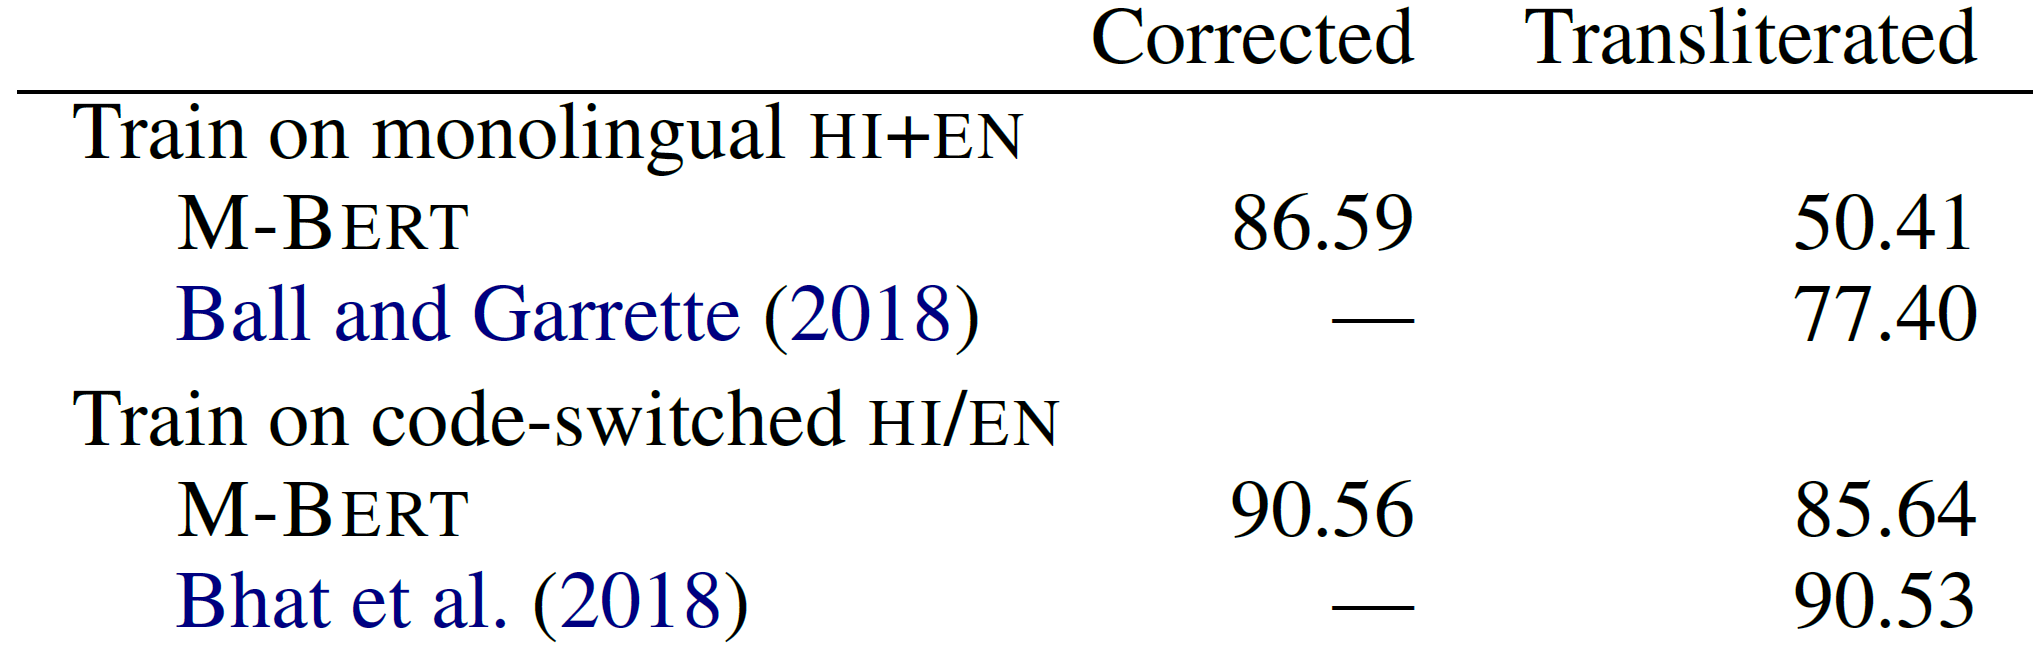 Corrected Transliterated
Train on monolingual HI+EN
M-BERT 86.59 50.41
Ball and Garrette (2018) — 77.40
Train on code-switched HI/EN
M-BERT 90.56 85.64
Bhat et al. (2018) — 90.53